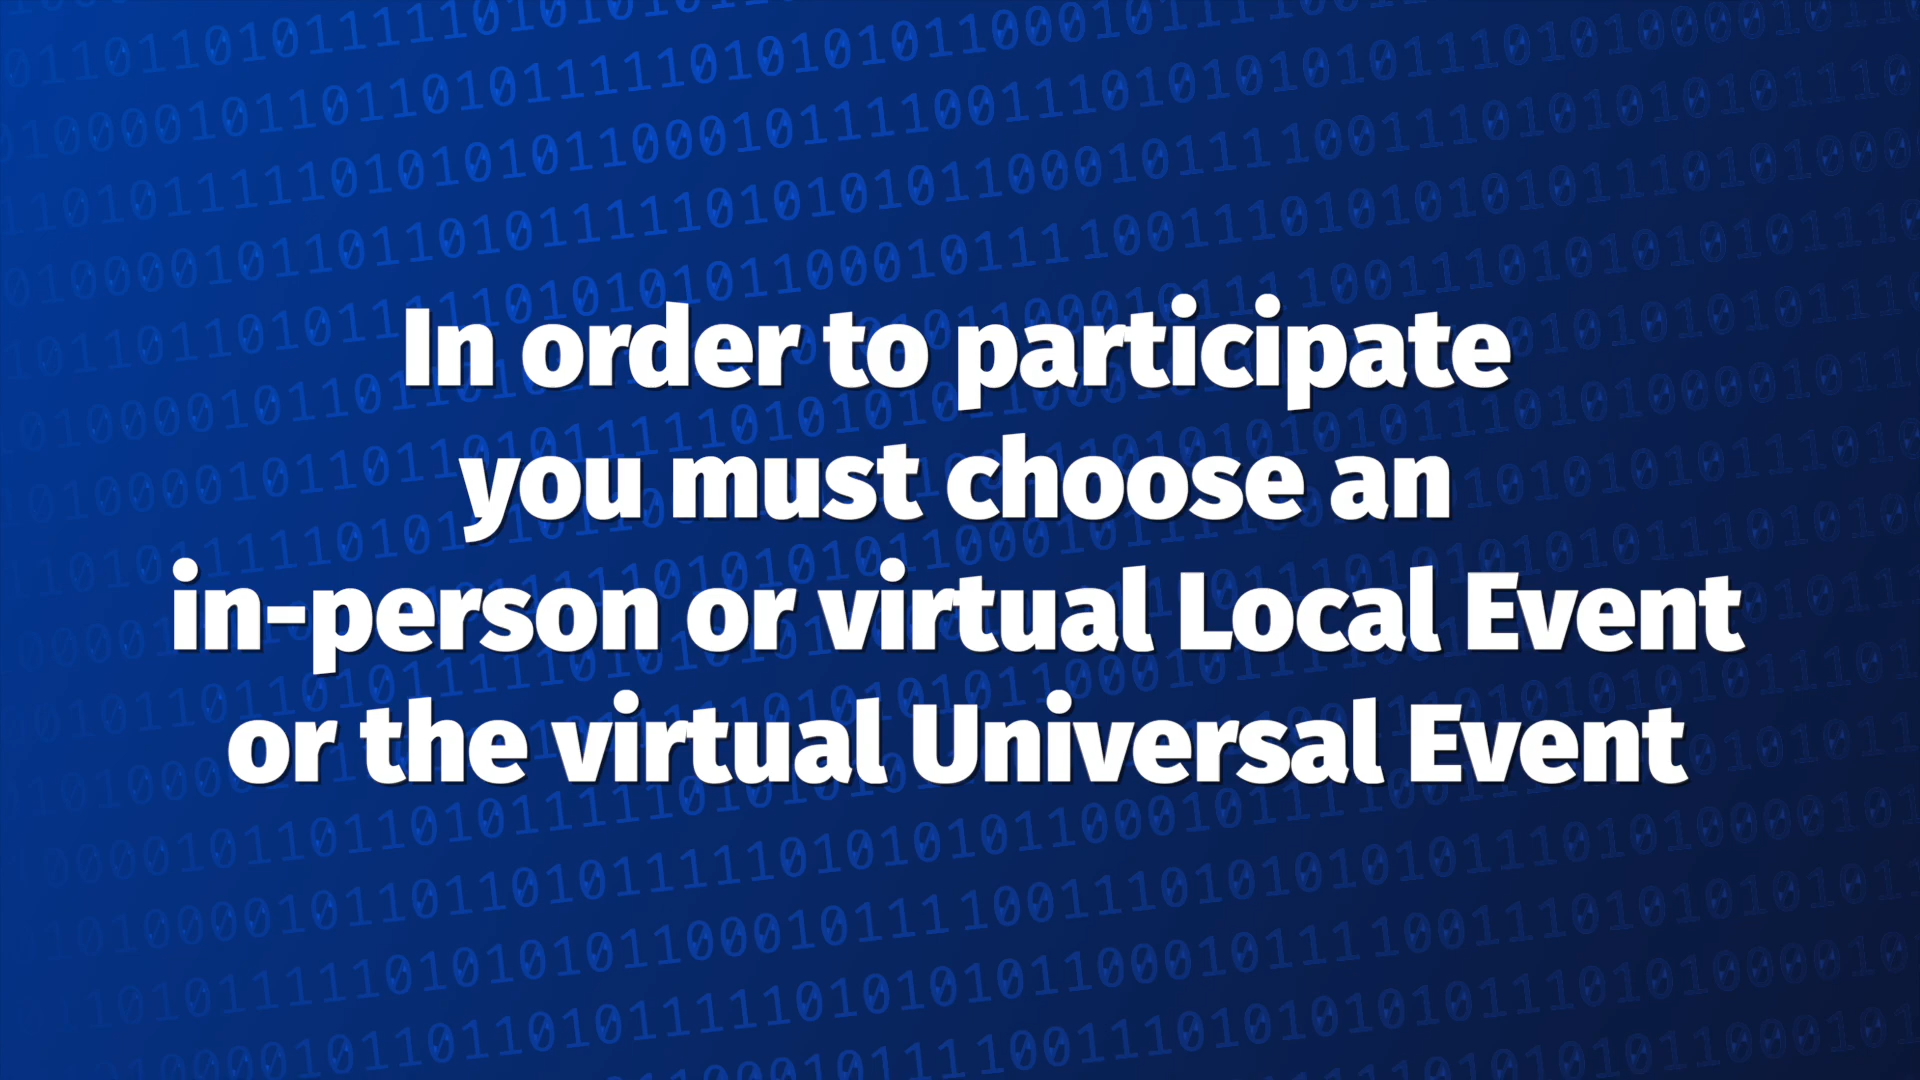 In order to participate
you must choose an
in-person or virtual Local Event
or the virtual Universal Event